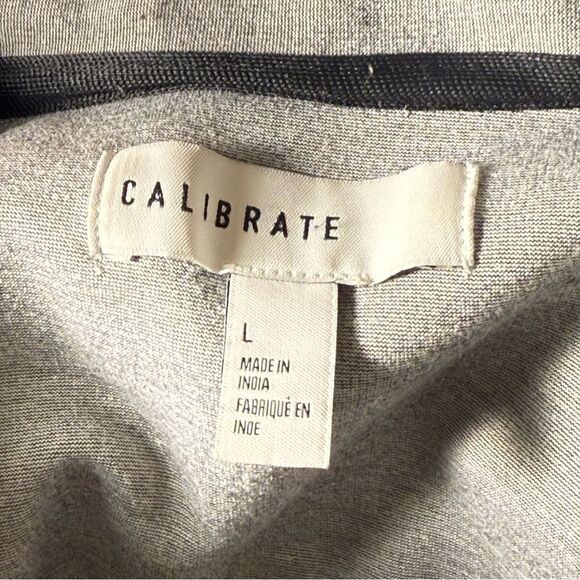 CALIBRATE
L
MADE IN
INDIA
FABRIQUÉ EN
INDE